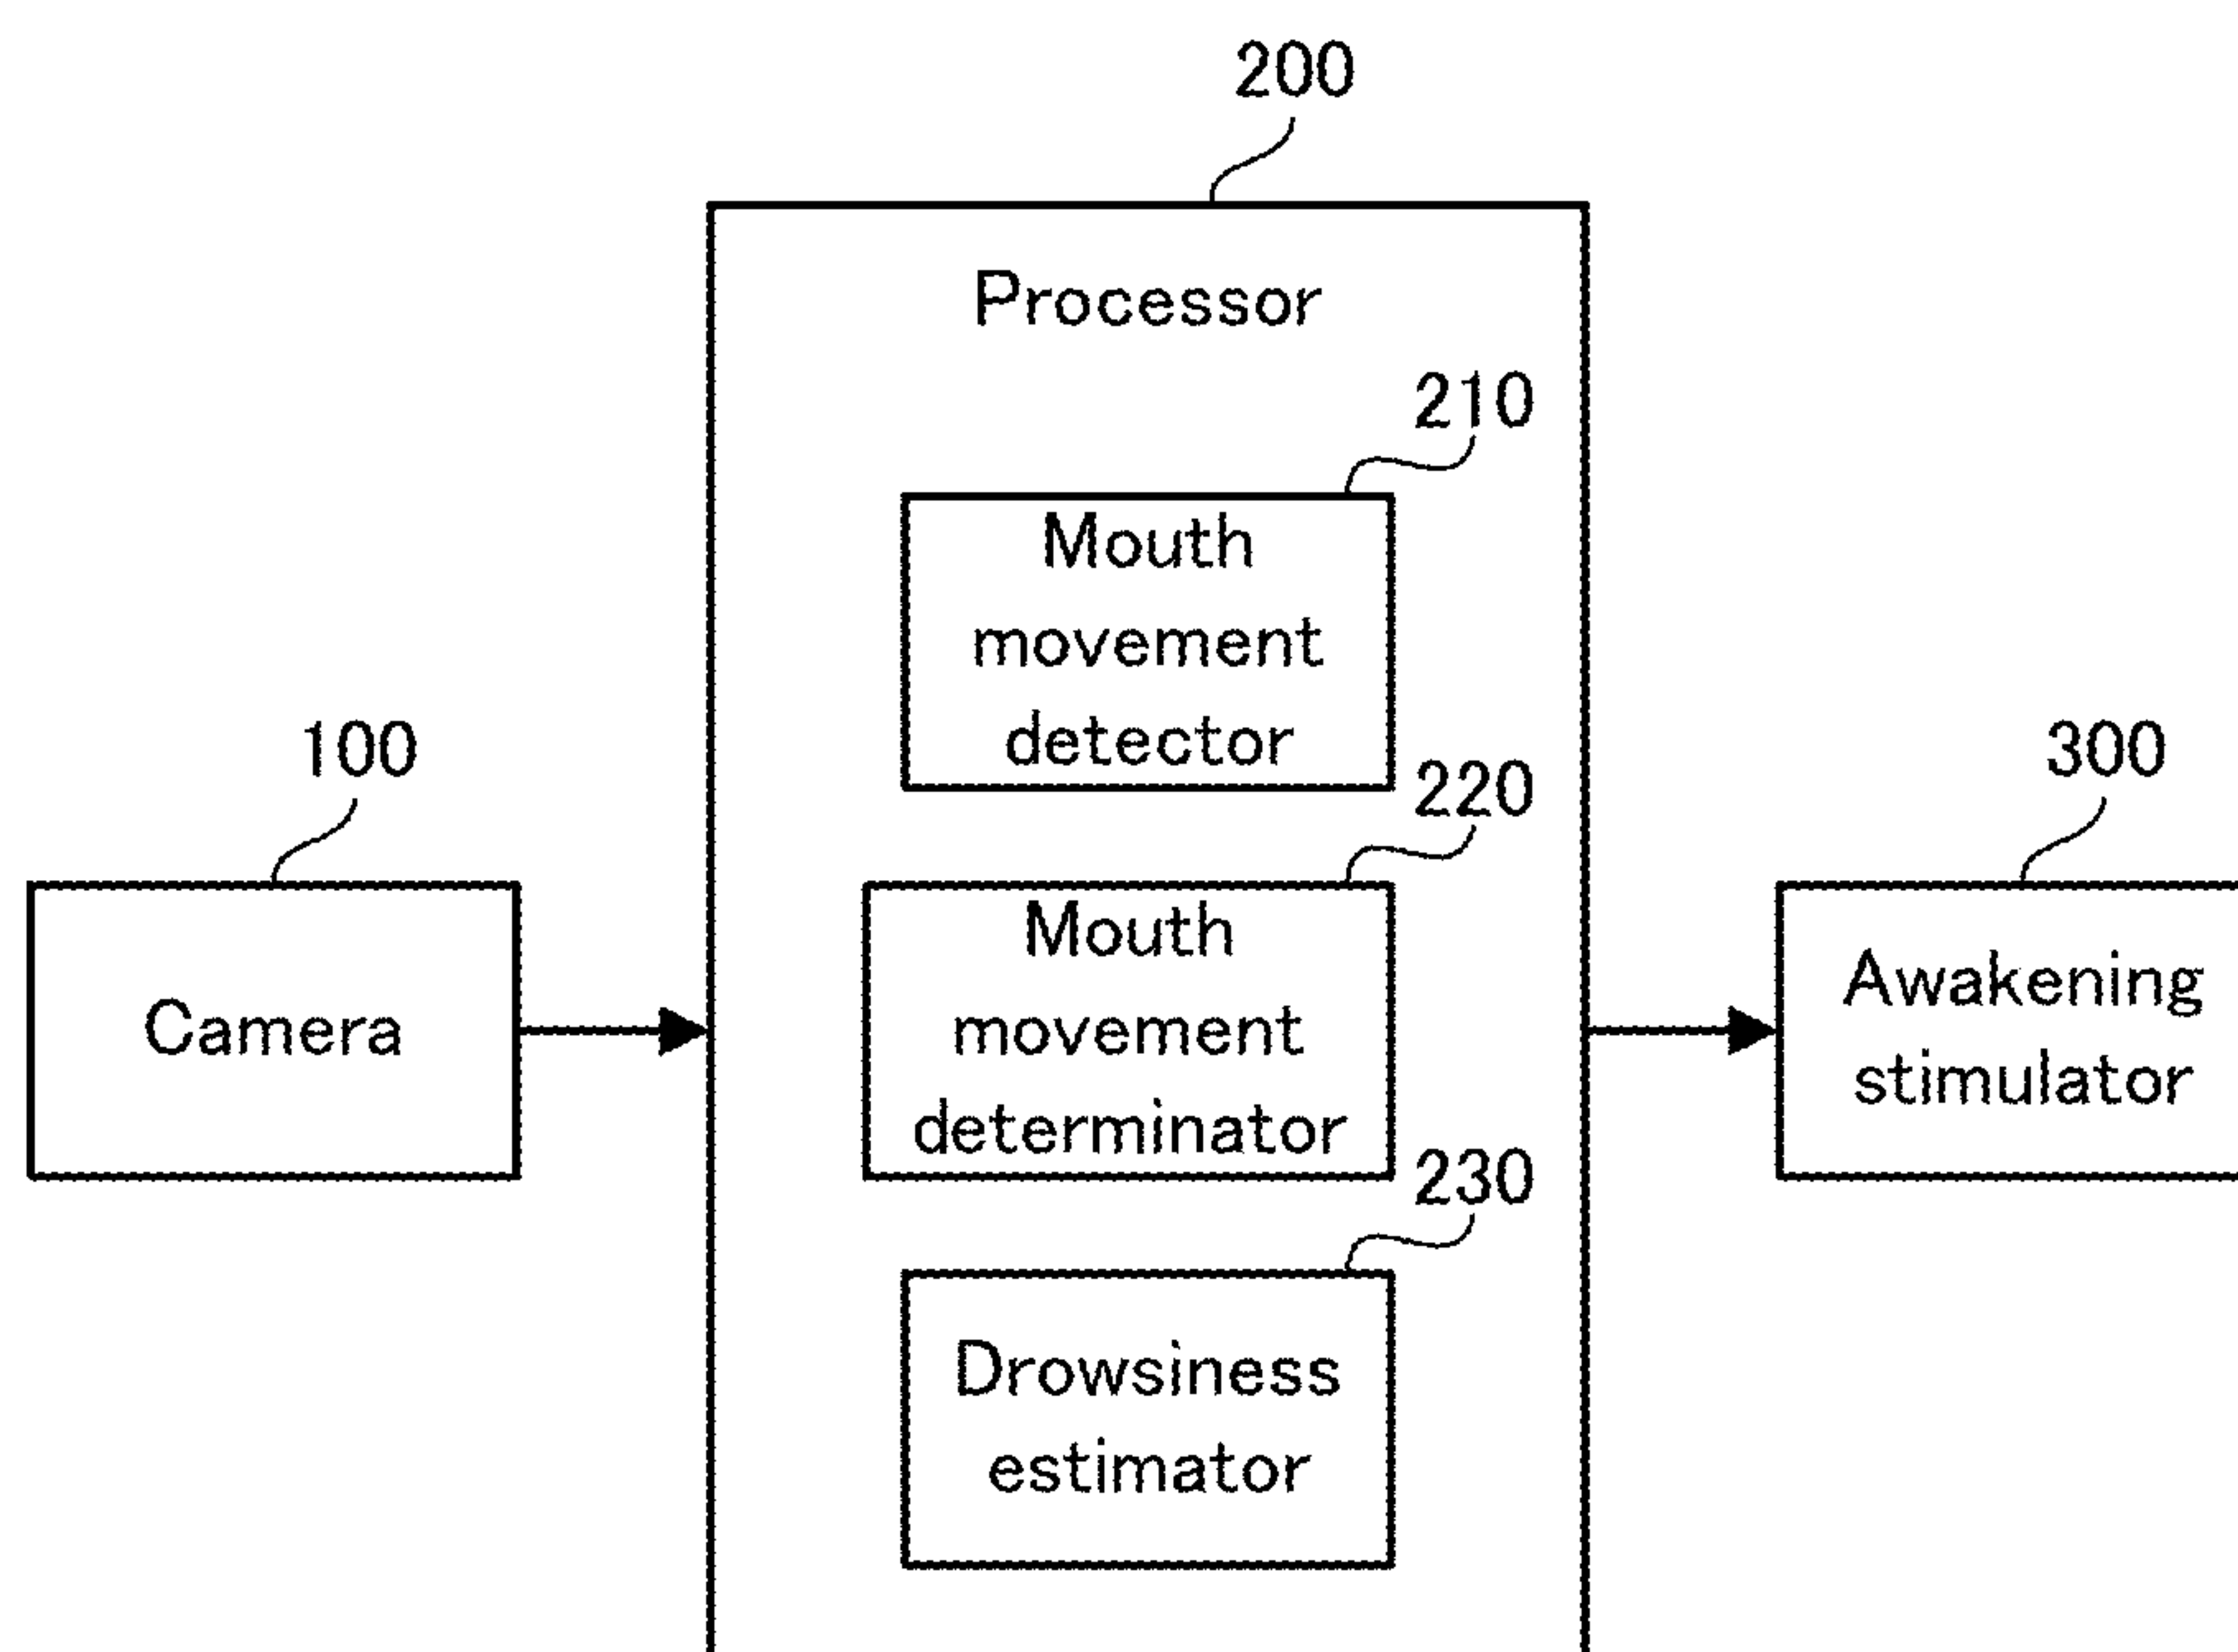 200
Processor
210
Mouth
movement
detector
220
Mouth
movement
determinator
230
Drowsiness
estimator
100
Camera
300
Awakening
stimulator